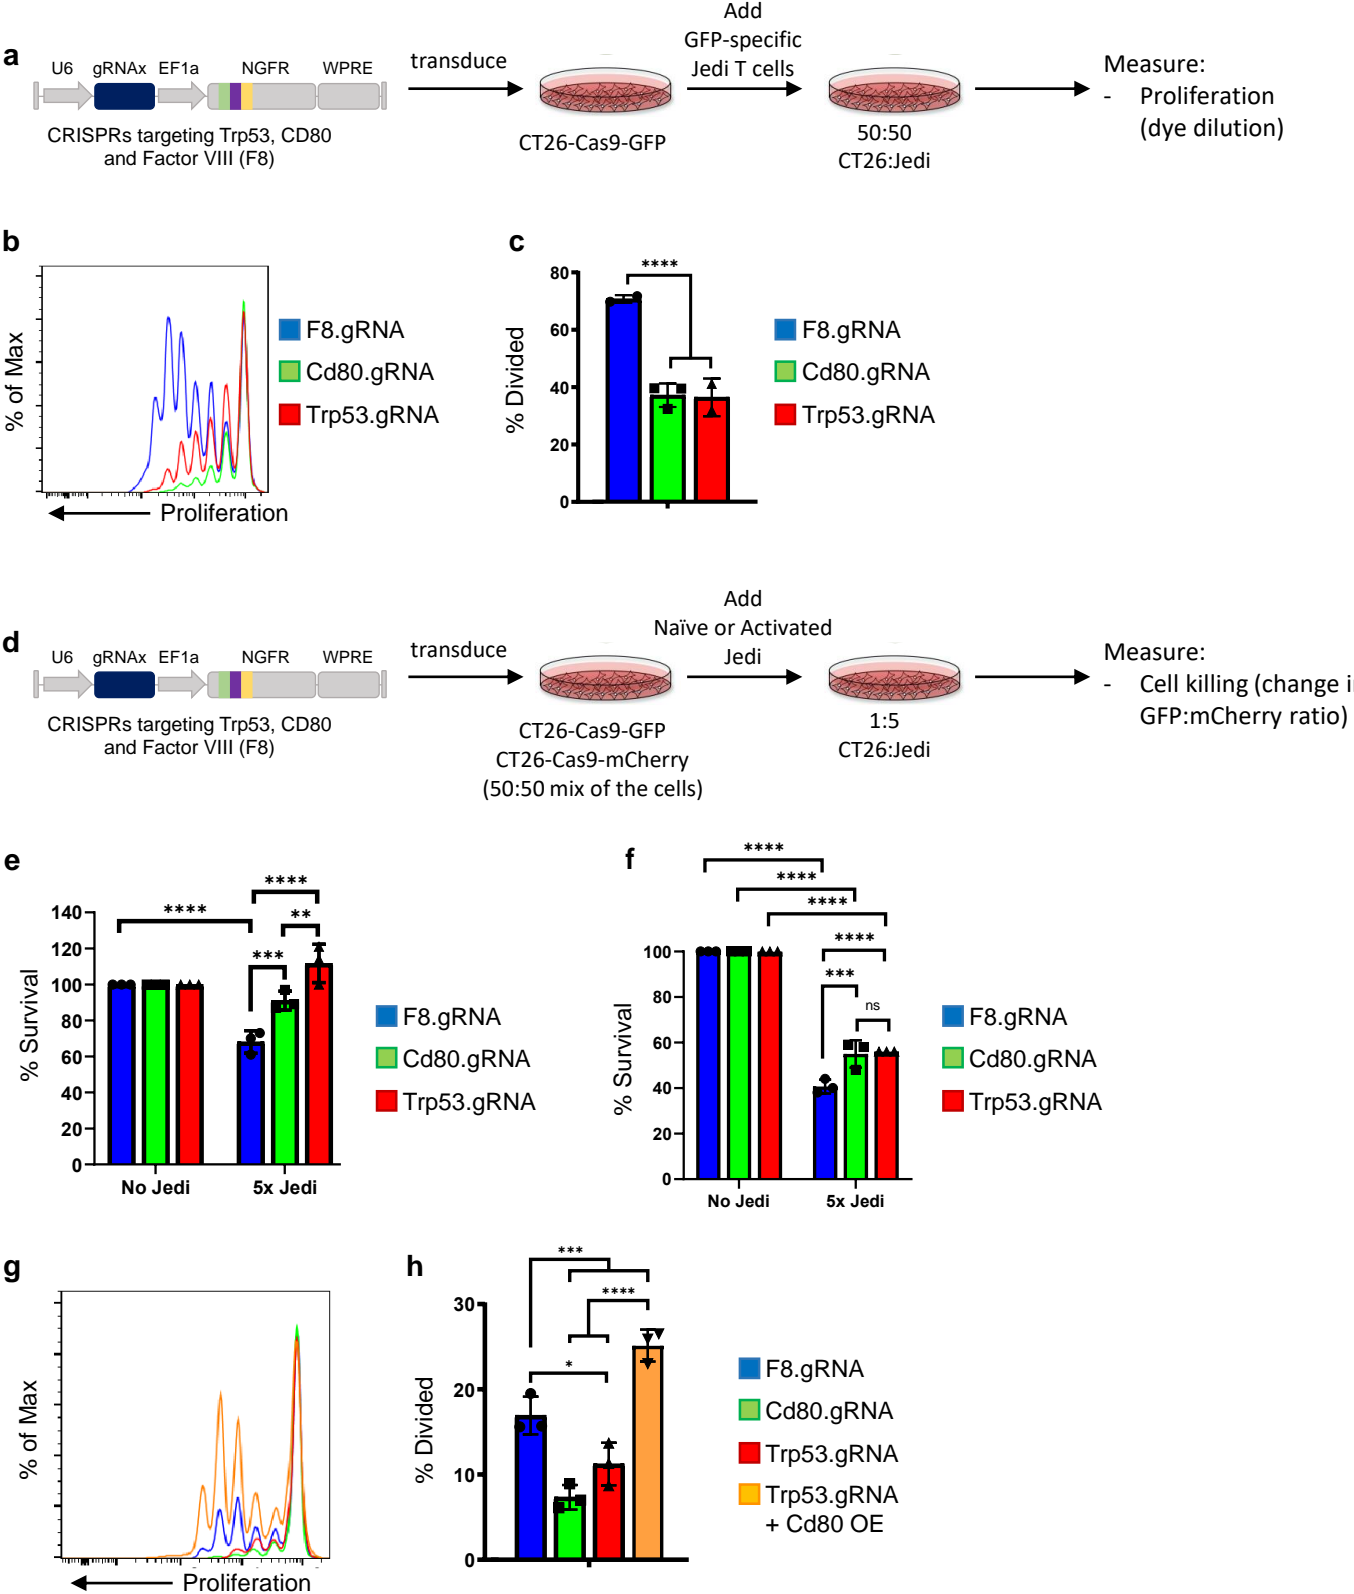 a
U6 gRNAx EF1a NGFR WPRE
CRISPRs targeting Trp53, CD80
and Factor VIII (F8)
transduce
CT26-Cas9-GFP
Add
GFP-specific
Jedi T cells
50:50
CT26:Jedi
Measure:
- Proliferation
(dye dilution)
b
% of Max
Proliferation
F8.gRNA
Cd80.gRNA
Trp53.gRNA
c
% Divided
80
60
40
20
0
****
F8.gRNA
Cd80.gRNA
Trp53.gRNA
d
U6 gRNAx EF1a NGFR WPRE
CRISPRs targeting Trp53, CD80
and Factor VIII (F8)
transduce
CT26-Cas9-GFP
CT26-Cas9-mCherry
(50:50 mix of the cells)
Add
Naïve or Activated
Jedi
1:5
CT26:Jedi
Measure:
- Cell killing (change i
GFP:mCherry ratio)
e
% Survival
140
120
100
80
60
40
20
0
****
****
**
***
No Jedi 5x Jedi
F8.gRNA
Cd80.gRNA
Trp53.gRNA
f
% Survival
100
80
60
40
20
0
****
****
****
****
***
ns
No Jedi 5x Jedi
F8.gRNA
Cd80.gRNA
Trp53.gRNA
g
% of Max
Proliferation
h
% Divided
30
20
10
0
***
****
*
F8.gRNA
Cd80.gRNA
Trp53.gRNA
Trp53.gRNA
+ Cd80 OE